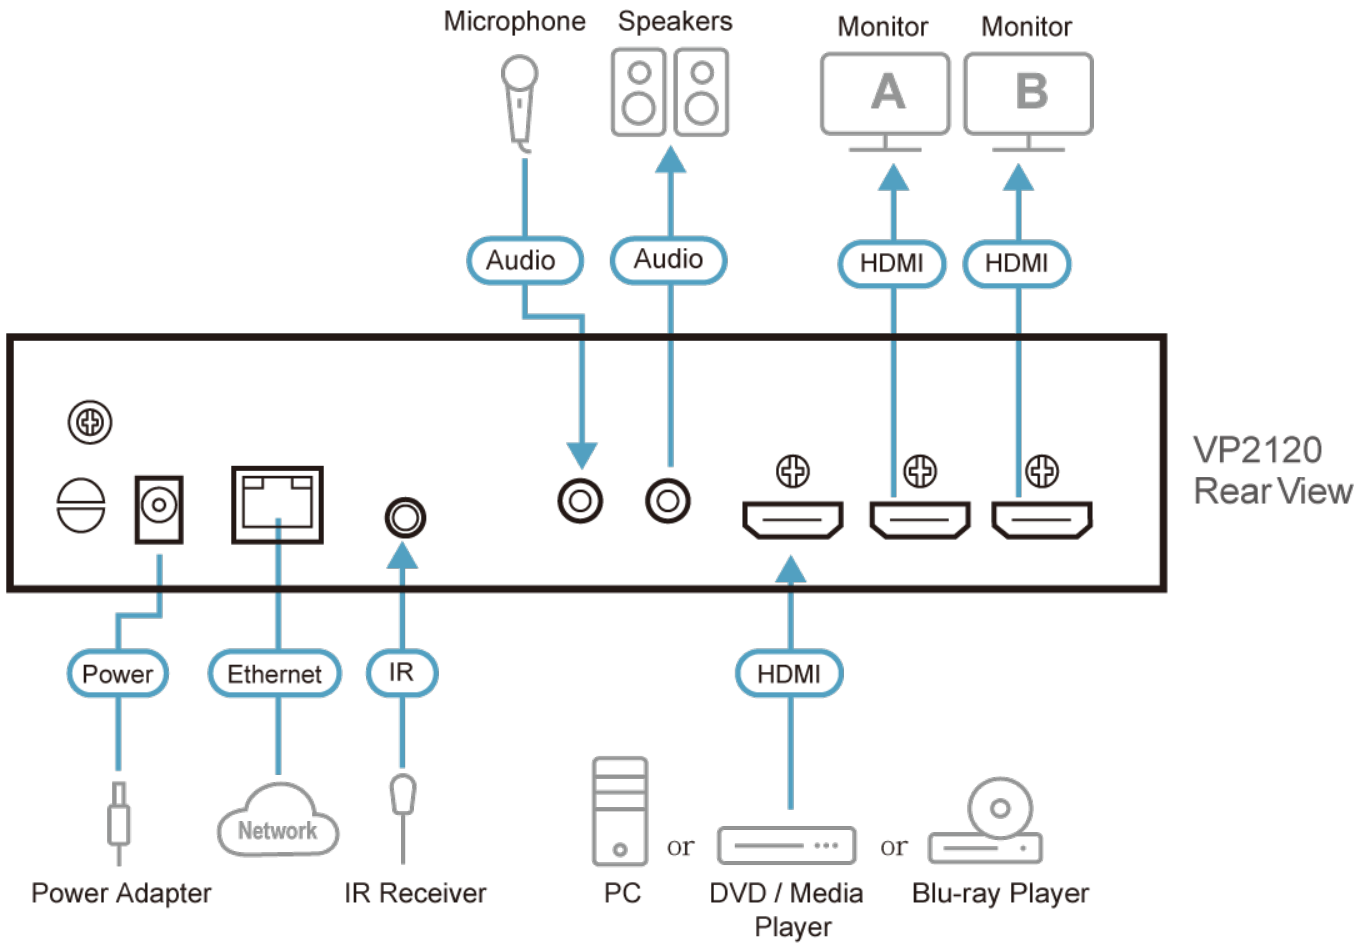 Microphone
Speakers
Monitor
Monitor
A
B
Audio
Audio
HDMI
HDMI
VP2120
Rear View
Power
Ethernet
IR
HDMI
Network
or
or
Power Adapter
IR Receiver
PC
DVD / Media
Player
Blu-ray Player